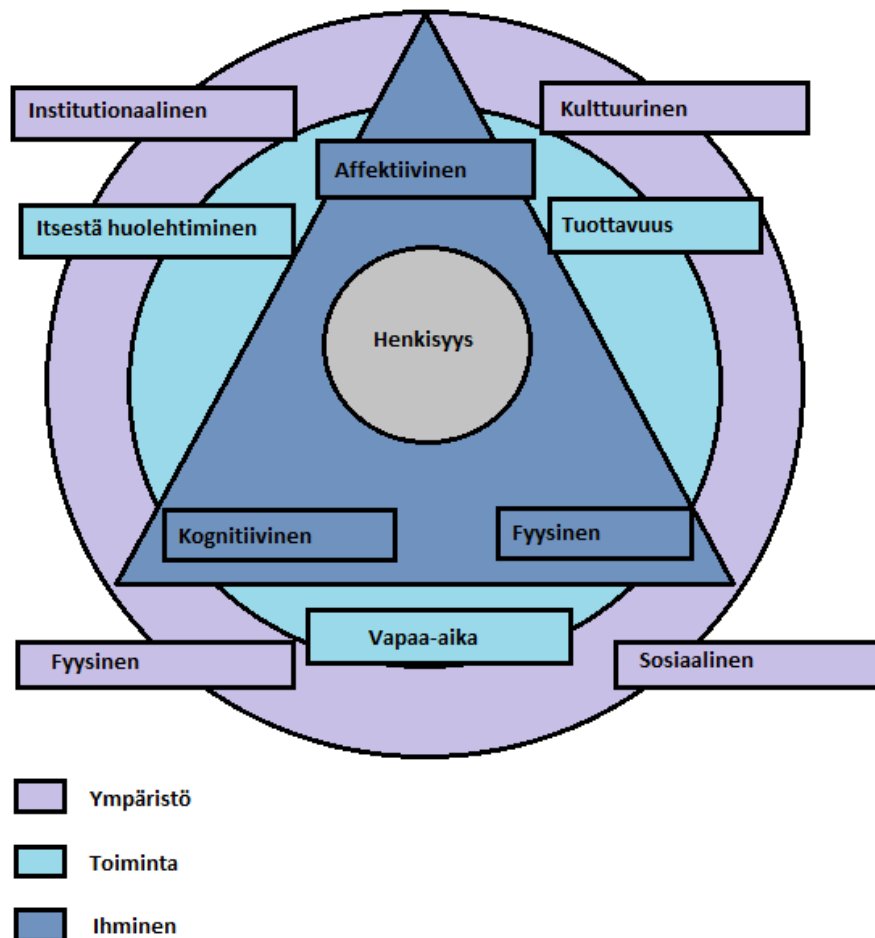 Institutionaalinen
Kulttuurinen
Affektiivinen
Itsestä huolehtiminen
Tuottavuus
Henkisyys
Kognitiivinen
Fyysinen
Vapaa-aika
Fyysinen
Sosiaalinen
Ympäristö
Toiminta
Ihminen